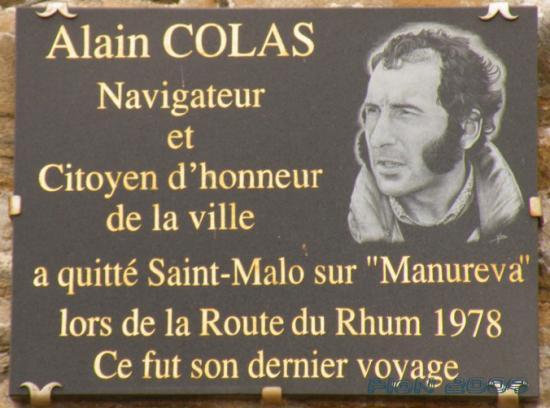 Alain COLAS
Navigateur
et
Citoyen d'honneur
de la ville
a quitté Saint-Malo sur "Manureva"
lors de la Route du Rhum 1978
Ce fut son dernier voyage